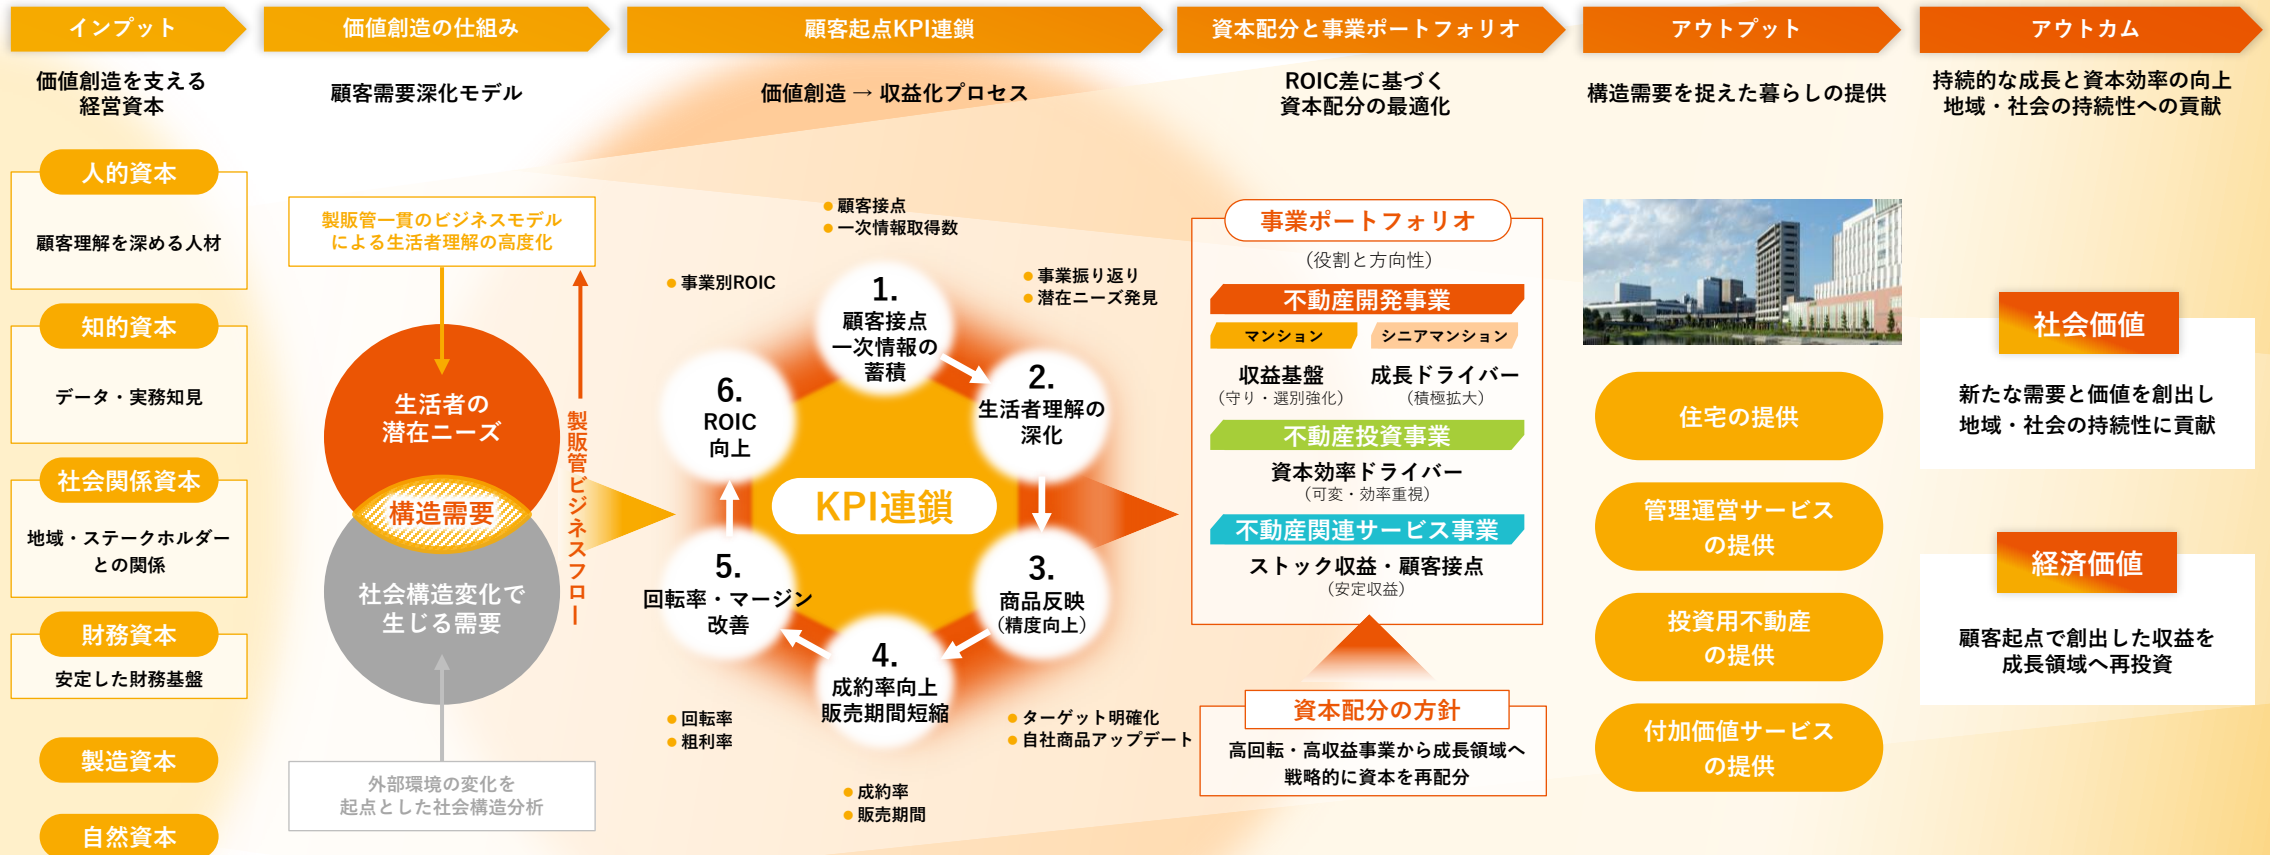 インプット
価値創造を支える
経営資本
人的資本
顧客理解を深める人材
知的資本
データ・実務知見
社会関係資本
地域・ステークホルダー
との関係
財務資本
安定した財務基盤
製造資本
自然資本
価値創造の仕組み
顧客需要深化モデル
製販管一貫のビジネスモデル
による生活者理解の高度化
生活者の
潜在ニーズ
構造需要
社会構造変化で
生じる需要
外部環境の変化を
起点とした社会構造分析
製販管ビジネスフロー
顧客起点KPI連鎖
価値創造 → 収益化プロセス
● 顧客接点
● 一次情報取得数
1.
顧客接点
一次情報の
蓄積
● 事業振り返り
● 潜在ニーズ発見
2.
生活者理解の
深化
3.
商品反映
(精度向上)
● ターゲット明確化
● 自社商品アップデート
4.
成約率向上
販売期間短縮
● 成約率
● 販売期間
5.
回転率・マージン
改善
● 回転率
● 粗利率
6.
ROIC
向上
● 事業別ROIC
KPI連鎖
資本配分と事業ポートフォリオ
ROIC差に基づく
資本配分の最適化
事業ポートフォリオ
(役割と方向性)
不動産開発事業
マンション
シニアマンション
収益基盤
(守り・選別強化)
成長ドライバー
(積極拡大)
不動産投資事業
資本効率ドライバー
(可変・効率重視)
不動産関連サービス事業
ストック収益・顧客接点
(安定収益)
資本配分の方針
高回転・高収益事業から成長領域へ
戦略的に資本を再配分
アウトプット
構造需要を捉えた暮らしの提供
住宅の提供
管理運営サービス
の提供
投資用不動産
の提供
付加価値サービス
の提供
アウトカム
持続的な成長と資本効率の向上
地域・社会の持続性への貢献
社会価値
新たな需要と価値を創出し
地域・社会の持続性に貢献
経済価値
顧客起点で創出した収益を
成長領域へ再投資